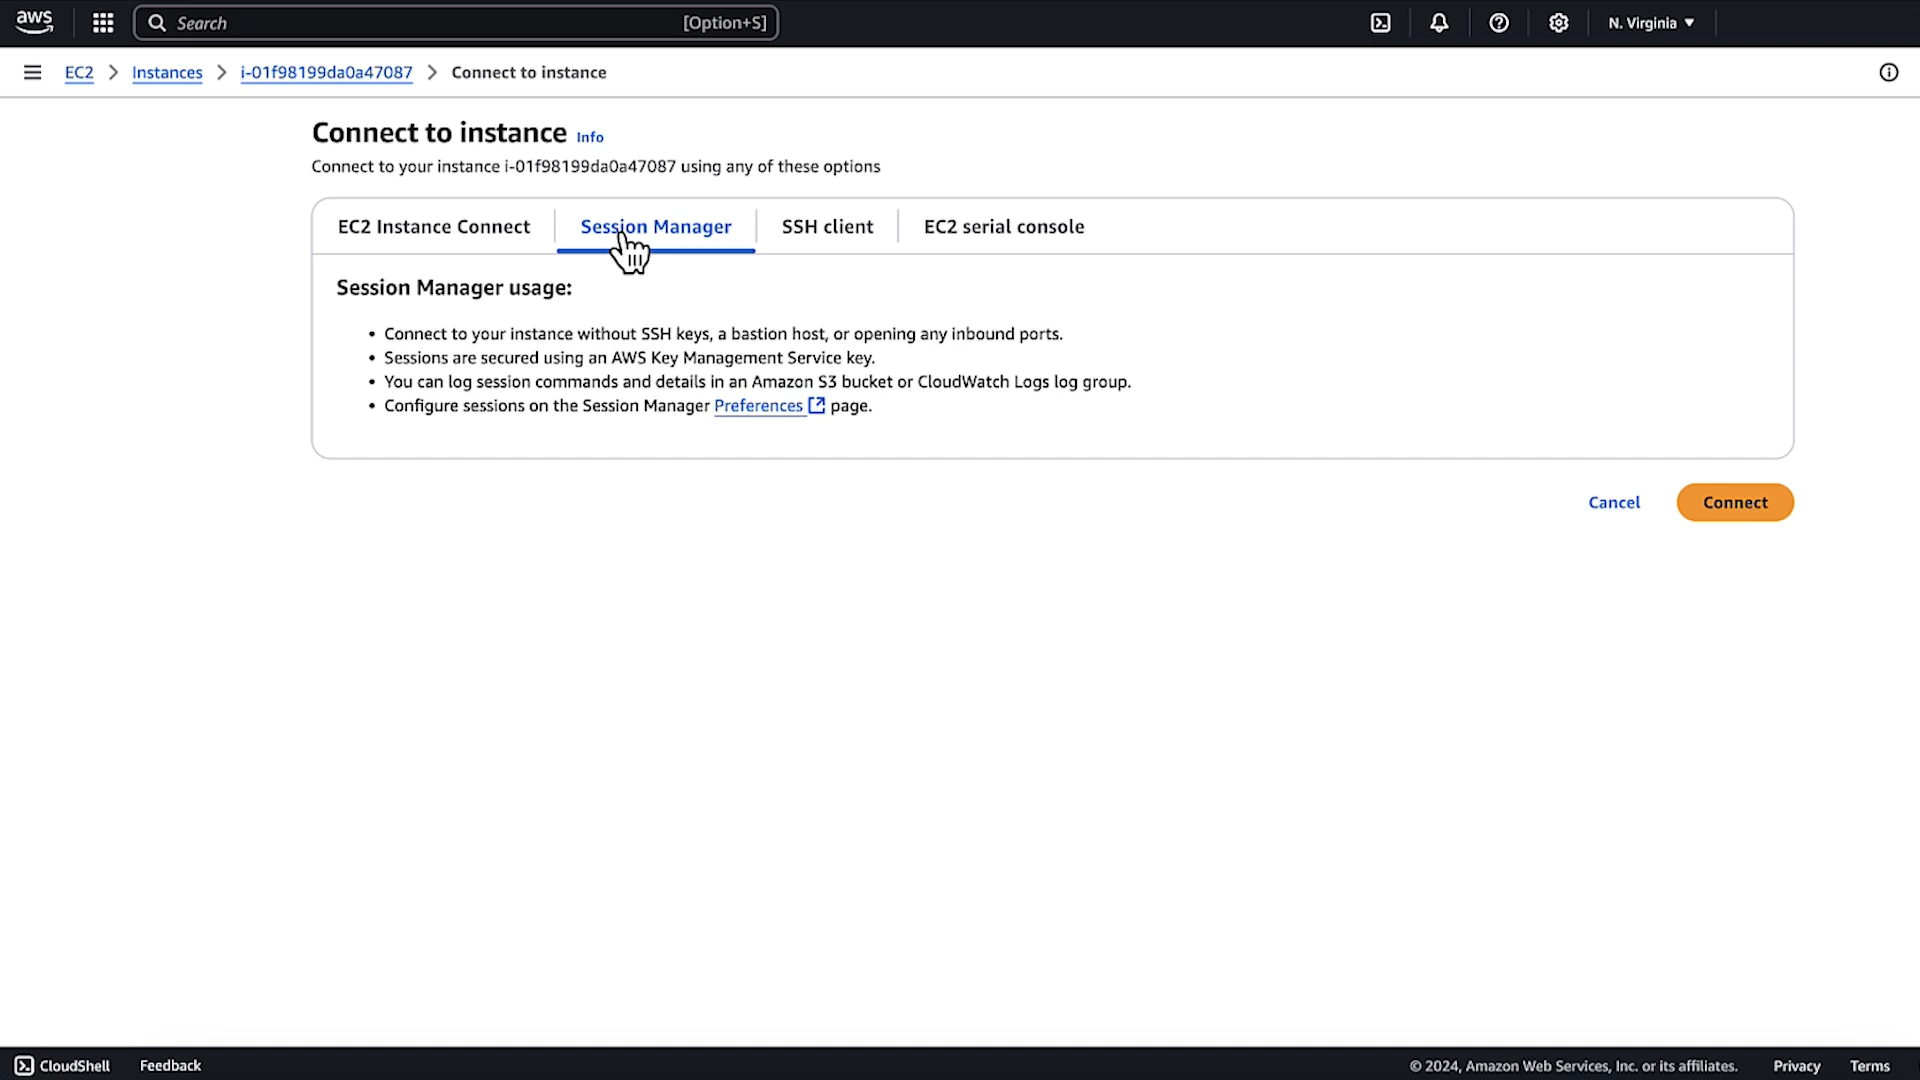 aws
Search [Option+S]
N. Virginia
EC2 Instances i-01f98199da0a47087 Connect to instance
Connect to instance Info
Connect to your instance i-01f98199da0a47087 using any of these options
EC2 Instance Connect Session Manager SSH client EC2 serial console
Session Manager usage:
• Connect to your instance without SSH keys, a bastion host, or opening any inbound ports.
• Sessions are secured using an AWS Key Management Service key.
• You can log session commands and details in an Amazon S3 bucket or CloudWatch Logs log group.
• Configure sessions on the Session Manager Preferences page.
Cancel Connect
CloudShell Feedback © 2024, Amazon Web Services, Inc. or its affiliates. Privacy Terms